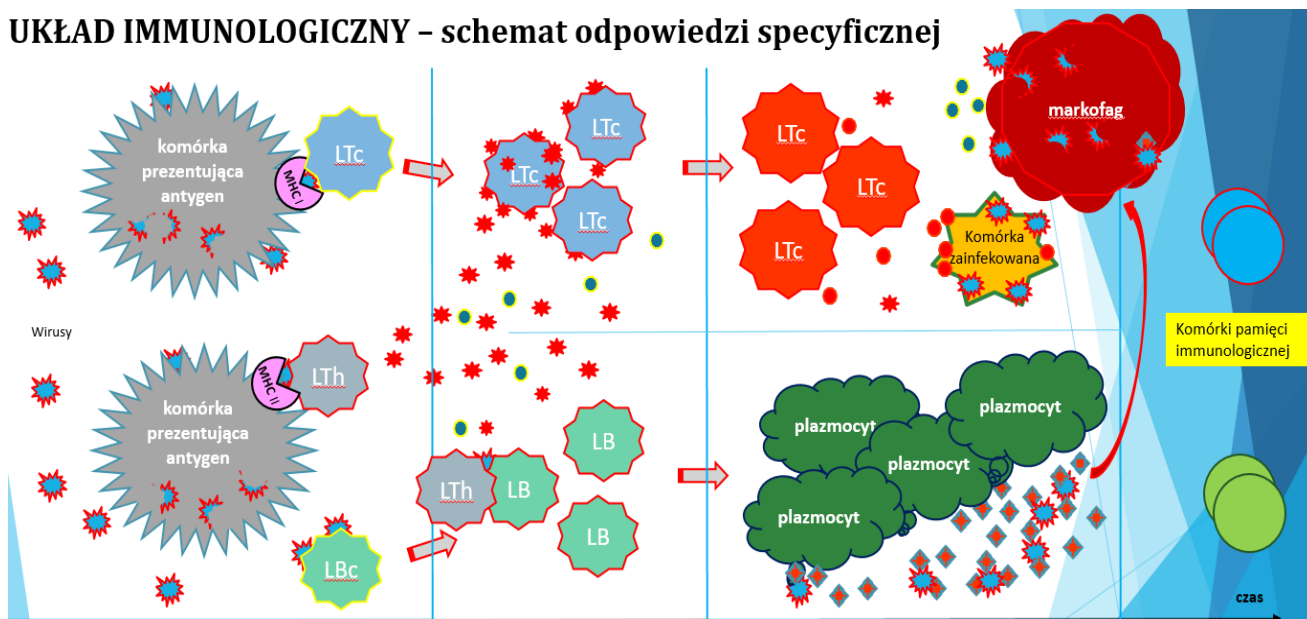 UKŁAD IMMUNOLOGICZNY – schemat odpowiedzi specyficznej
komórka
prezentująca
antygen
MHC I
LTc
LTc
LTc
LTc
LTc
LTc
LTc
markofag
Komórka
zainfekowana
Wirusy
komórka
prezentująca
antygen
MHC II
LTh
LBc
LTh
LB
LB
LB
plazmocyt
plazmocyt
plazmocyt
plazmocyt
Komórki pamięci
immunologicznej
czas